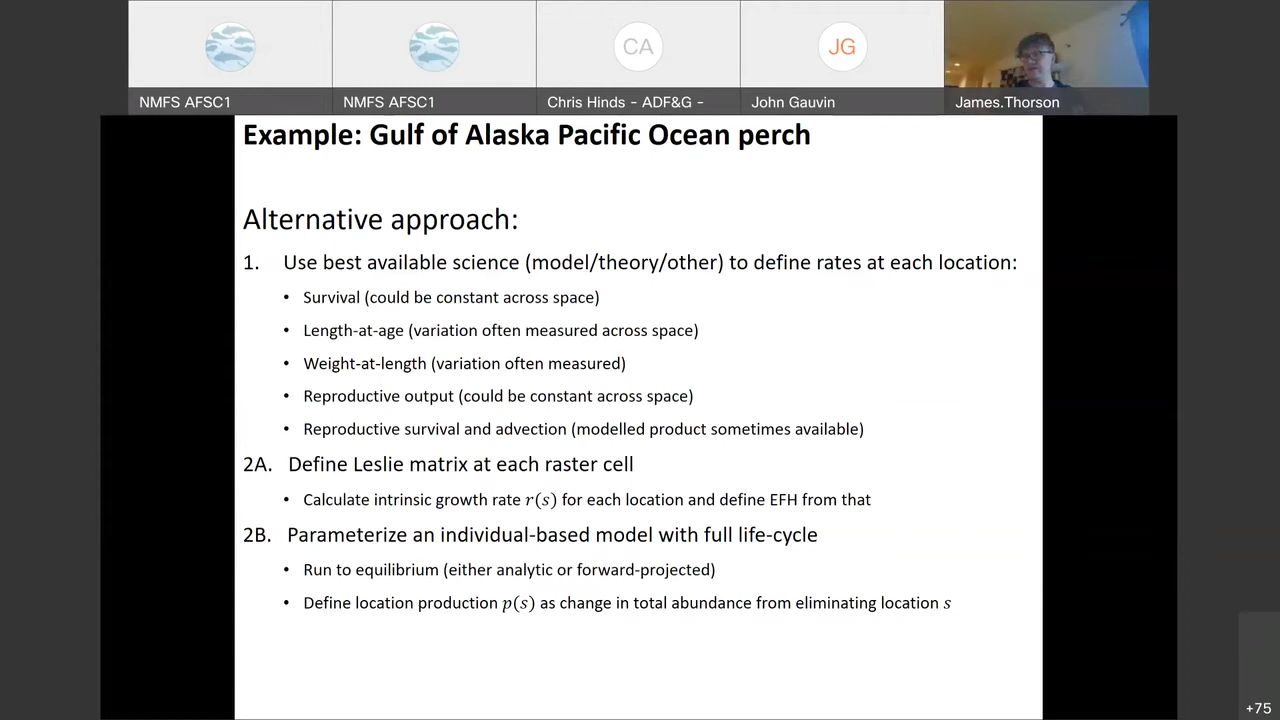 CA
JG
NMFS AFSC1
NMFS AFSC1
Chris Hinds - ADF&G -
John Gauvin
James.Thorson
Example: Gulf of Alaska Pacific Ocean perch
Alternative approach:
1. Use best available science (model/theory/other) to define rates at each location:
• Survival (could be constant across space)
• Length-at-age (variation often measured across space)
• Weight-at-length (variation often measured)
• Reproductive output (could be constant across space)
• Reproductive survival and advection (modelled product sometimes available)
2A. Define Leslie matrix at each raster cell
• Calculate intrinsic growth rate r(s) for each location and define EFH from that
2B. Parameterize an individual-based model with full life-cycle
• Run to equilibrium (either analytic or forward-projected)
• Define location production p(s) as change in total abundance from eliminating location s
+75